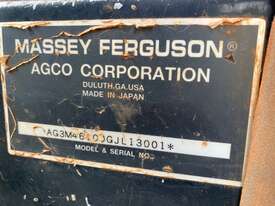 MASSEY FERGUSON®
AGCO CORPORATION
DULUTH.GA.USA
MADE IN JAPAN
MODEL & SERIAL NO.